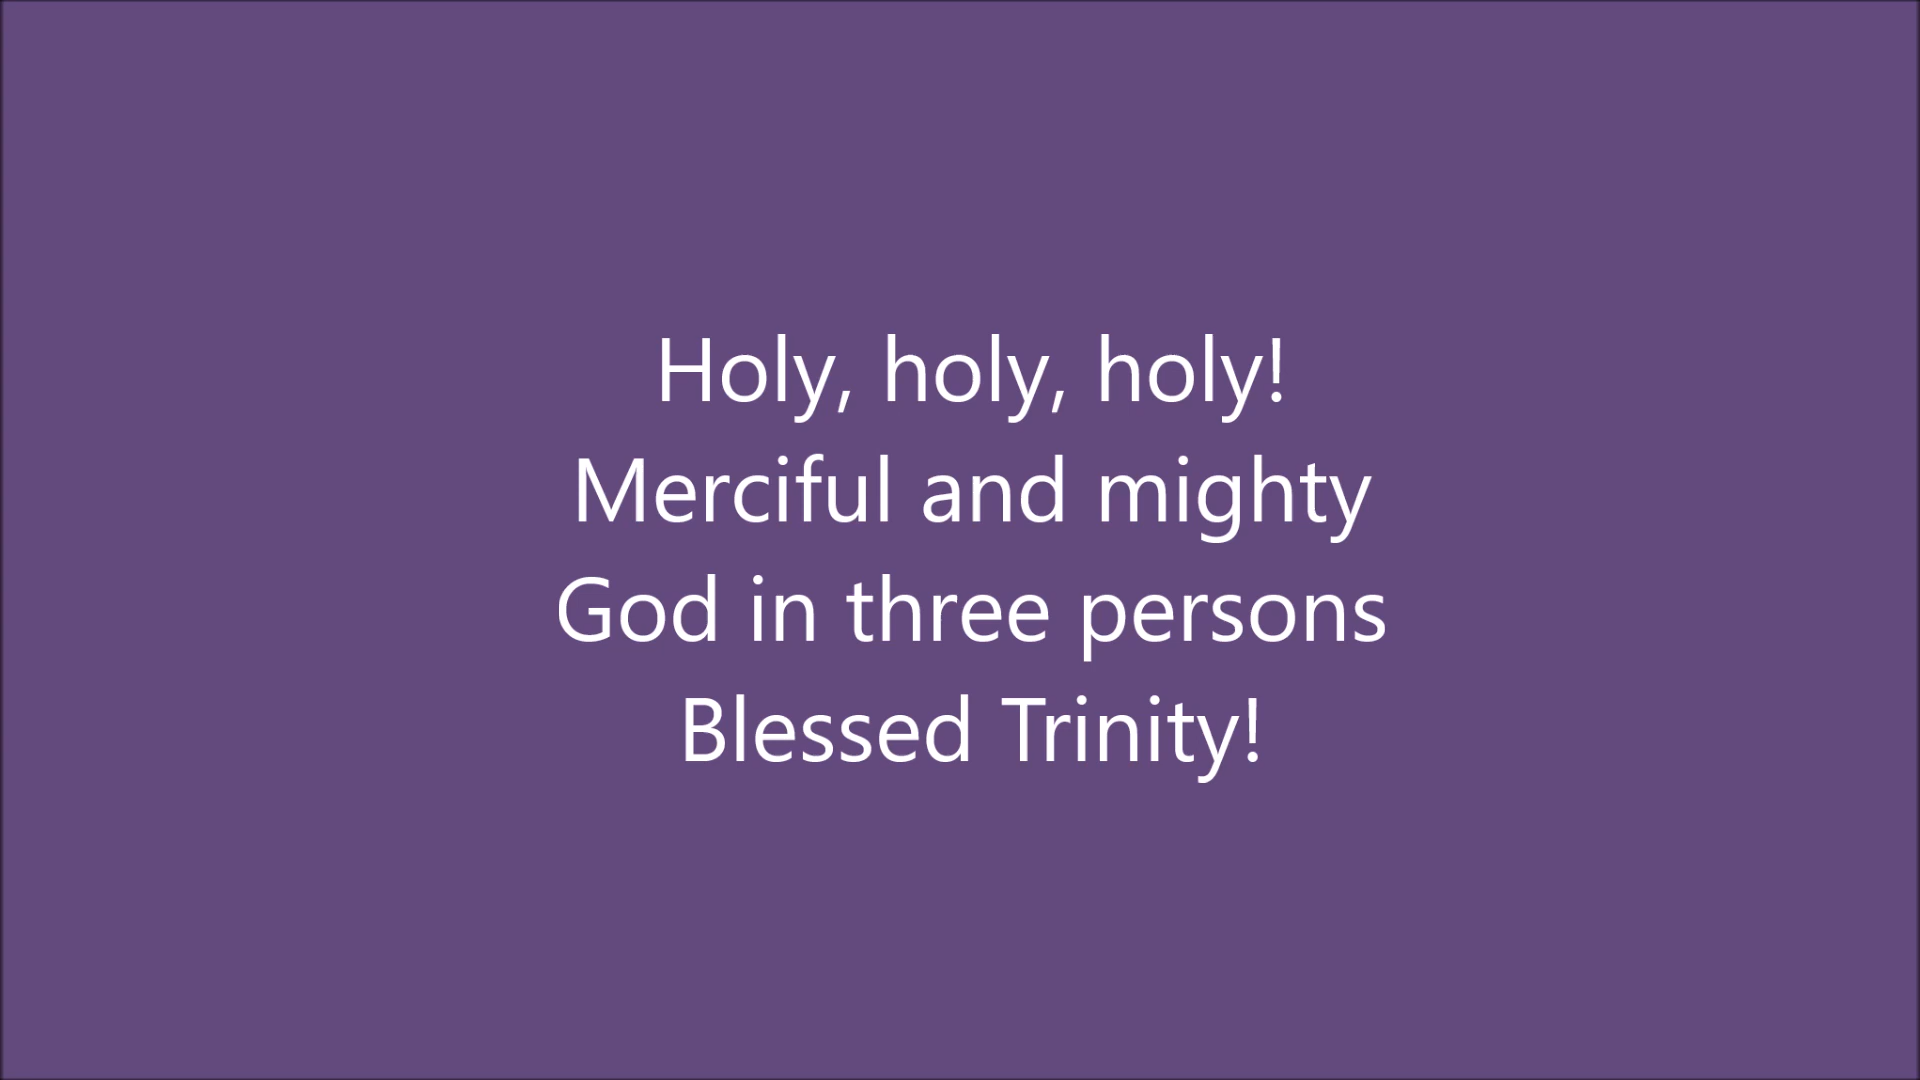 Holy, holy, holy!
Merciful and mighty
God in three persons
Blessed Trinity!